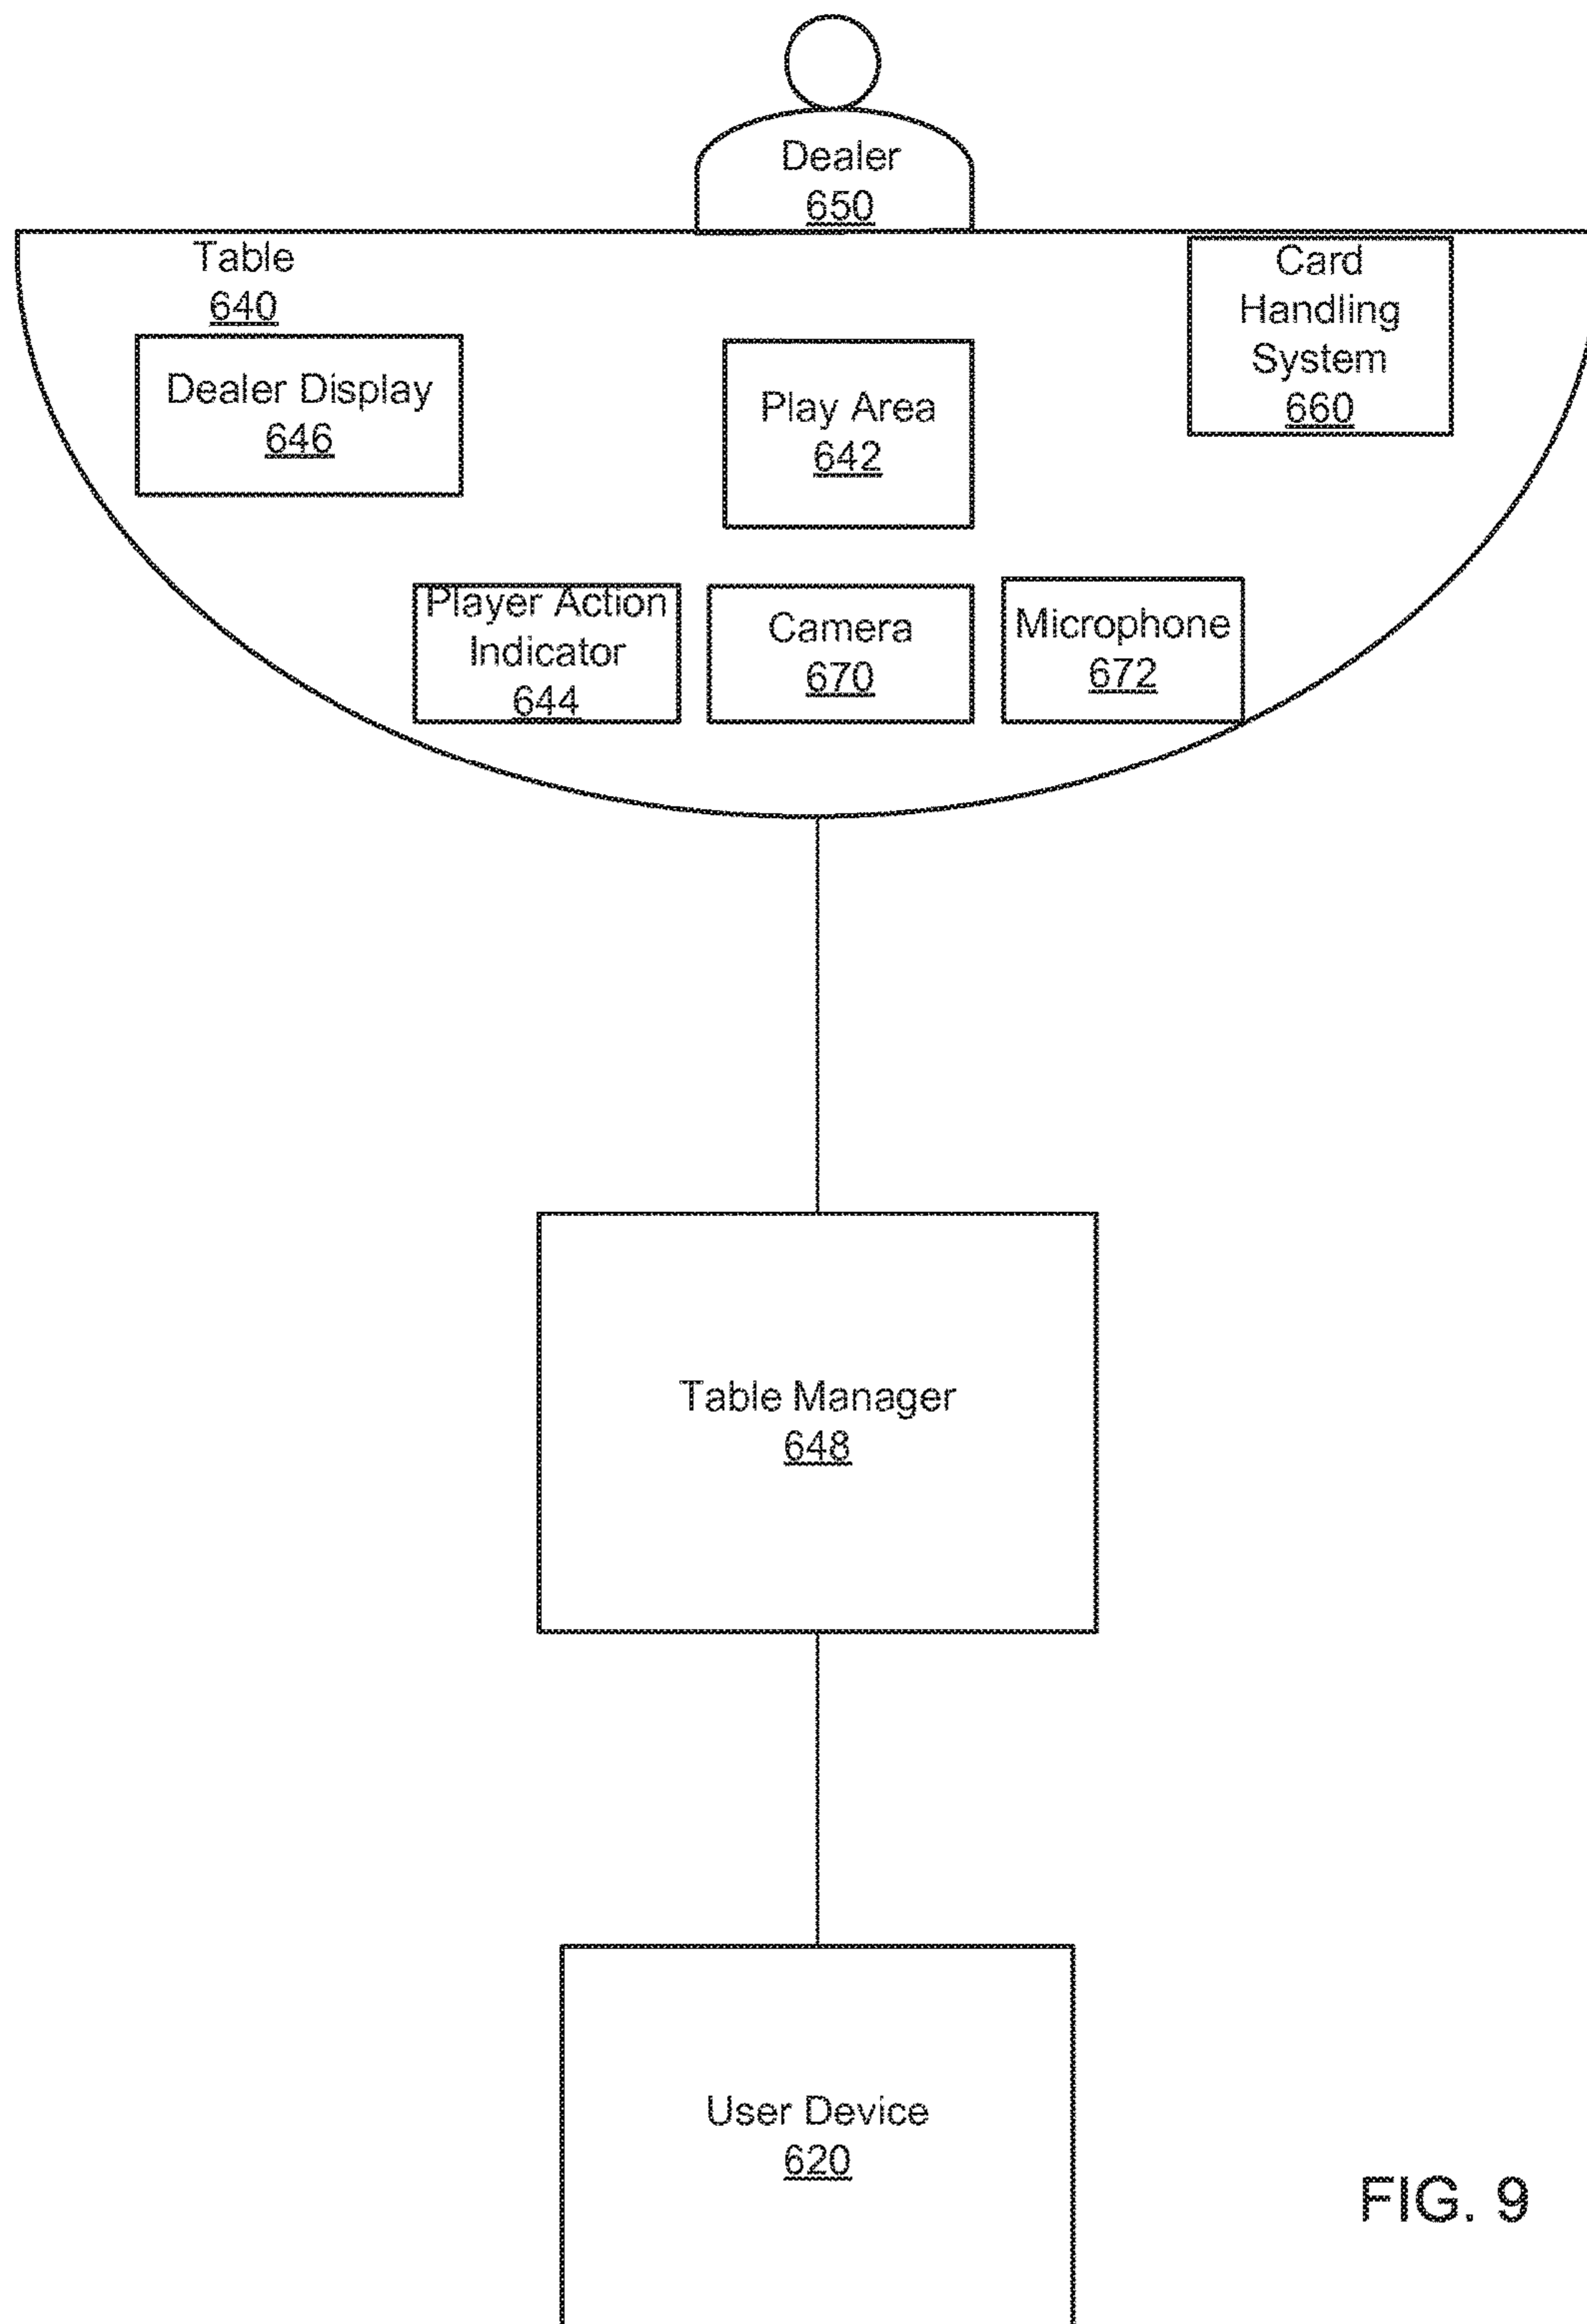 Dealer
650
Table
640
Card
Handling
System
660
Dealer Display
646
Play Area
642
Player Action
Indicator
644
Camera
670
Microphone
672
Table Manager
648
User Device
620
FIG. 9